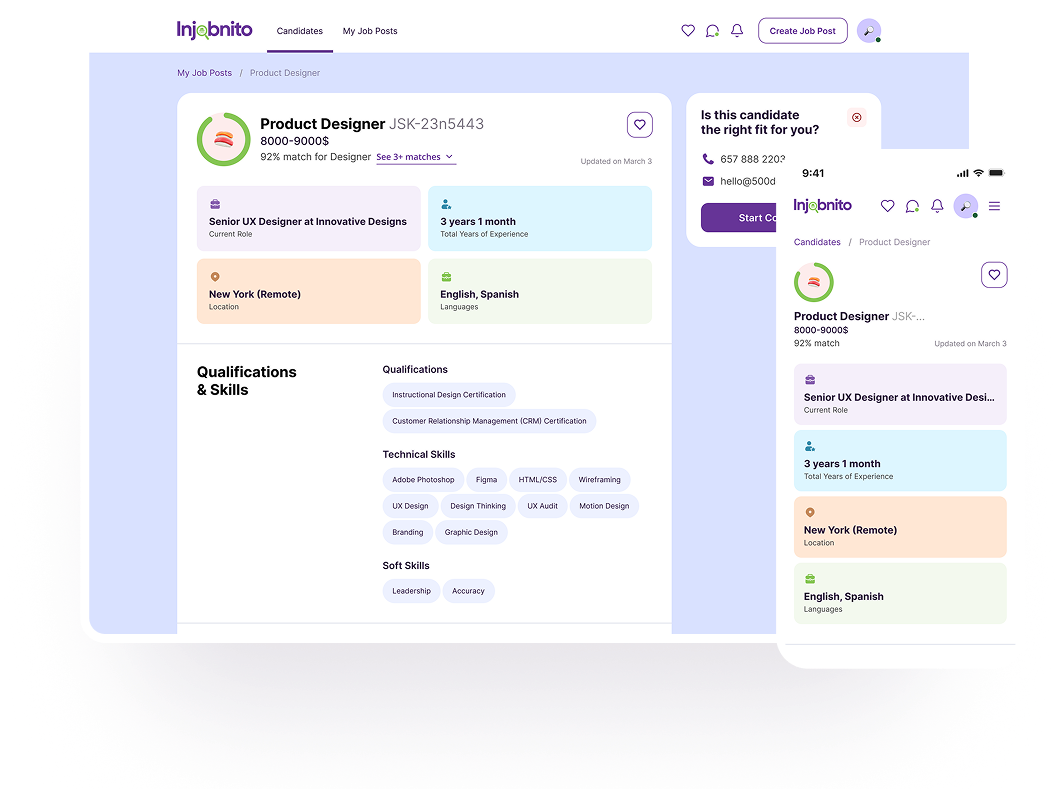 Injobnito
Candidates
My Job Posts
Create Job Post
My Job Posts / Product Designer
Product Designer JSK-23n5443
8000-9000$
92% match for Designer See 3+ matches
Updated on March 3
Senior UX Designer at Innovative Designs
Current Role
3 years 1 month
Total Years of Experience
New York (Remote)
Location
English, Spanish
Languages
Qualifications
& Skills
Qualifications
Instructional Design Certification
Customer Relationship Management (CRM) Certification
Technical Skills
Adobe Photoshop
Figma
HTML/CSS
Wireframing
UX Design
Design Thinking
UX Audit
Motion Design
Branding
Graphic Design
Soft Skills
Leadership
Accuracy
Is this candidate
the right fit for you?
657 888 220
hello@500d
Start Co
9:41
Injobnito
Candidates / Product Designer
Product Designer JSK-...
8000-9000$
92% match
Updated on March 3
Senior UX Designer at Innovative Desi...
Current Role
3 years 1 month
Total Years of Experience
New York (Remote)
Location
English, Spanish
Languages